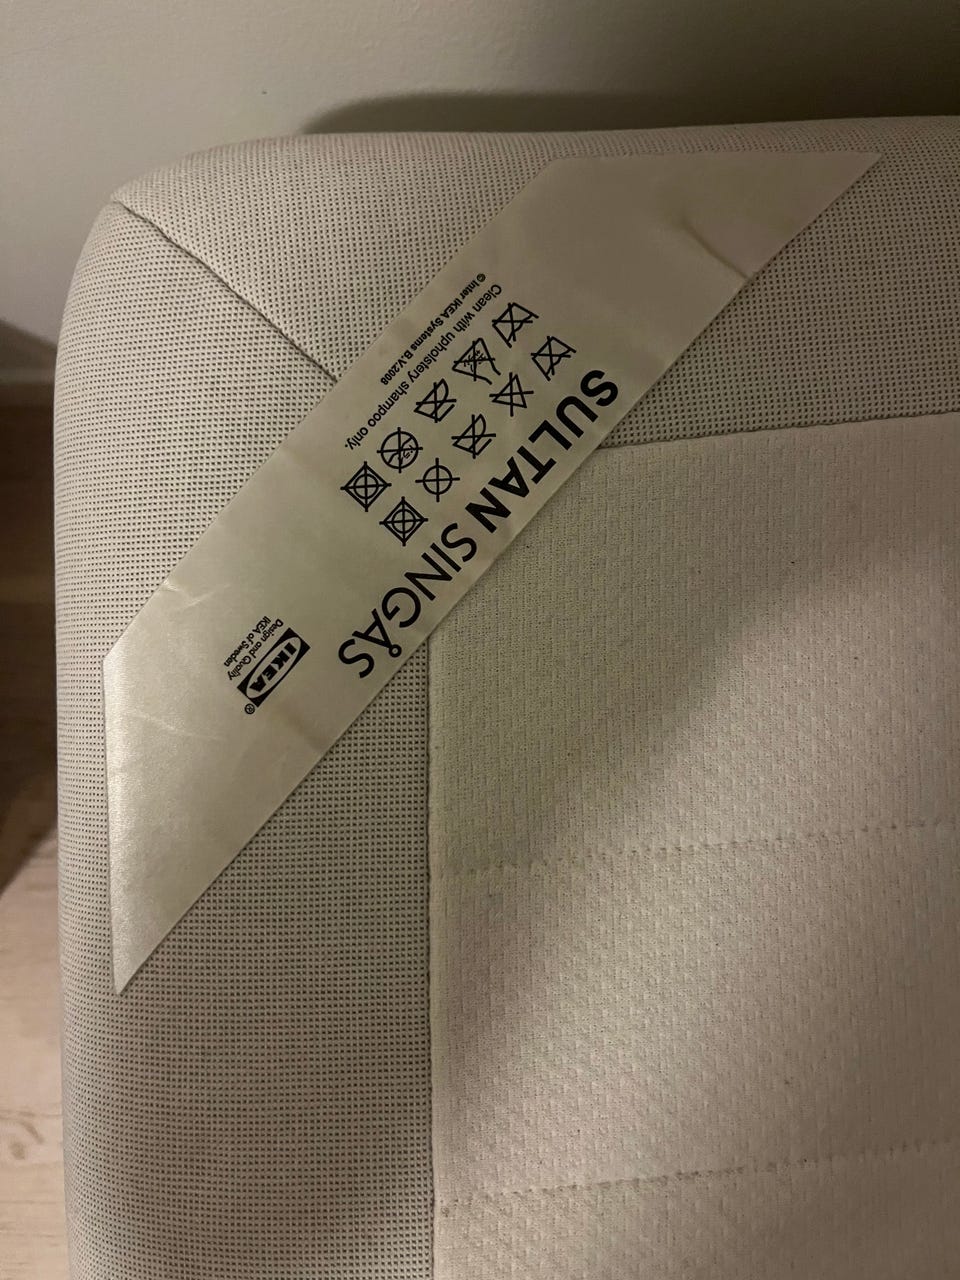 SULTAN SINGÅS
Clean with upholstery shampoo only.
© Inter IKEA Systems B.V.2008
IKEA®
Design and Quality
IKEA of Sweden